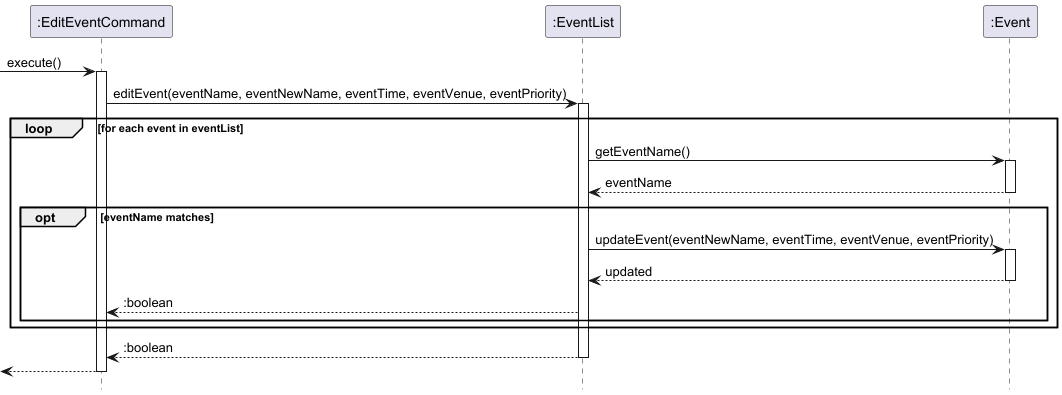 :EditEventCommand
:EventList
:Event
execute()
editEvent(eventName, eventNewName, eventTime, eventVenue, eventPriority)
loop
[for each event in eventList]
getEventName()
eventName
opt
[eventName matches]
updateEvent(eventNewName, eventTime, eventVenue, eventPriority)
updated
:boolean
:boolean